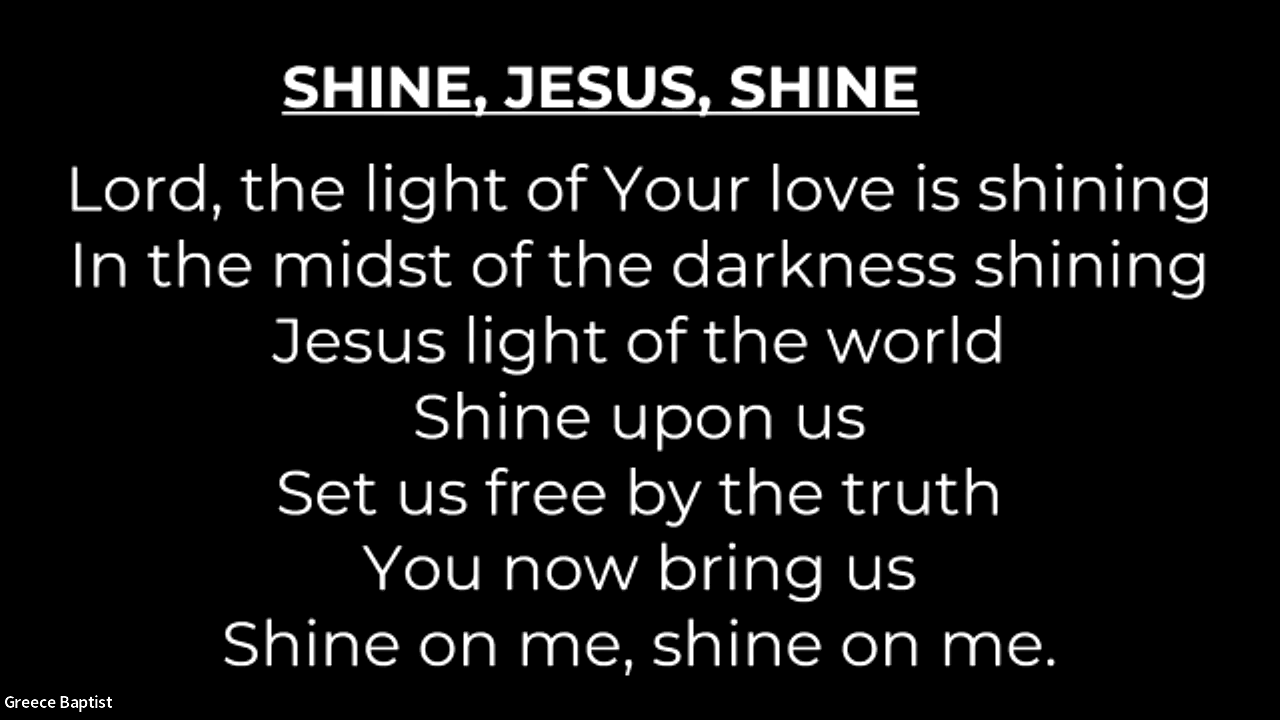 SHINE, JESUS, SHINE
Lord, the light of Your love is shining
In the midst of the darkness shining
Jesus light of the world
Shine upon us
Set us free by the truth
You now bring us
Shine on me, shine on me.
Greece Baptist